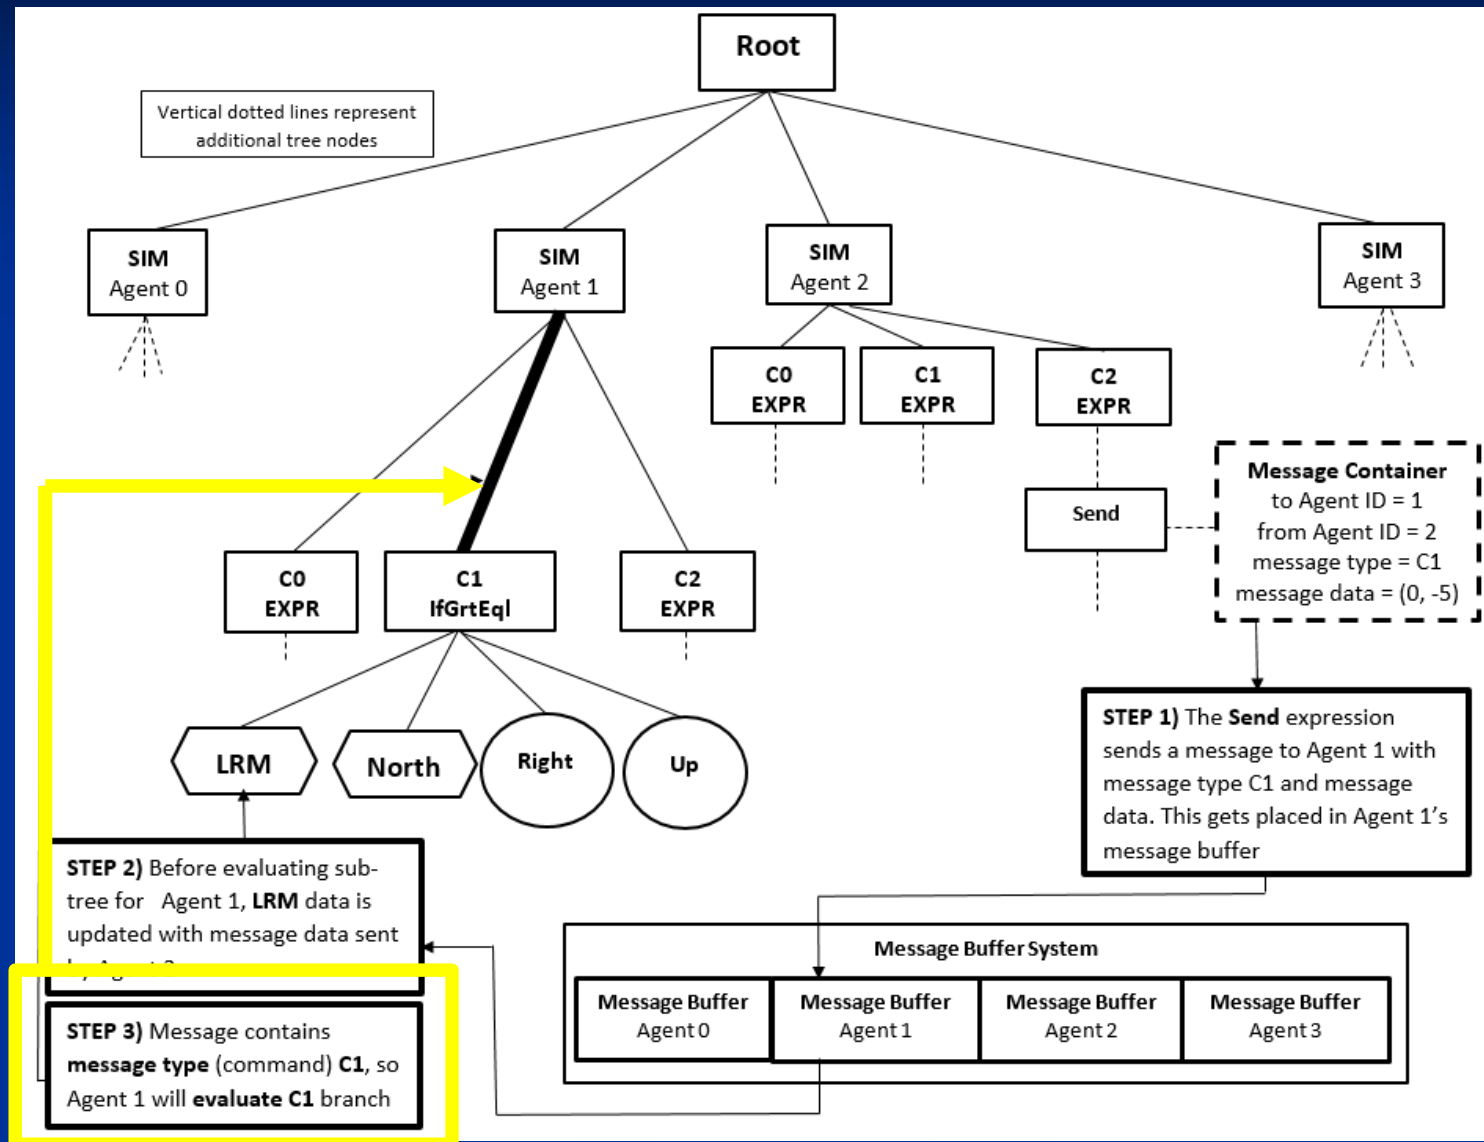 Root
Vertical dotted lines represent
additional tree nodes
SIM
Agent 0
SIM
Agent 1
SIM
Agent 2
SIM
Agent 3
C0
EXPR
C1
EXPR
C2
EXPR
Send
Message Container
to Agent ID = 1
from Agent ID = 2
message type = C1
message data = (0, -5)
C0
EXPR
C1
IfGrtEql
C2
EXPR
LRM
North
Right
Up
STEP 1) The Send expression
sends a message to Agent 1 with
message type C1 and message
data. This gets placed in Agent 1's
message buffer
STEP 2) Before evaluating sub-
tree for Agent 1, LRM data is
updated with message data sent
Message Buffer System
Message Buffer
Agent 0
Message Buffer
Agent 1
Message Buffer
Agent 2
Message Buffer
Agent 3
STEP 3) Message contains
message type (command) C1, so
Agent 1 will evaluate C1 branch